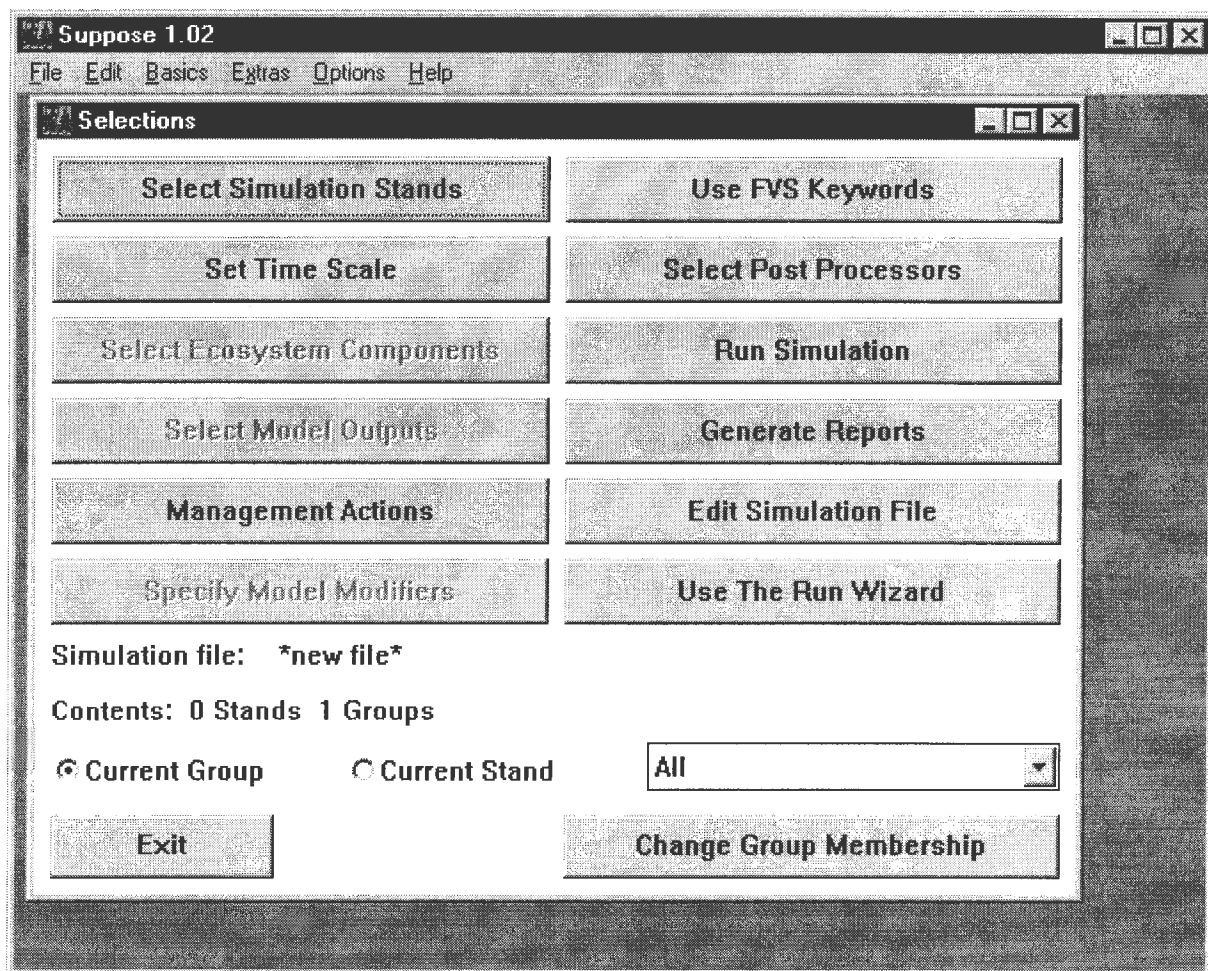 Suppose 1.02
File Edit Basics Extras Options Help
Selections
Select Simulation Stands Use FVS Keywords
Set Time Scale Select Post Processors
Select Ecosystem Components Run Simulation
Select Model Outputs Generate Reports
Management Actions Edit Simulation File
Specify Model Modifiers Use The Run Wizard
Simulation file: *new file*
Contents: 0 Stands 1 Groups
Current Group Current Stand All
Exit Change Group Membership